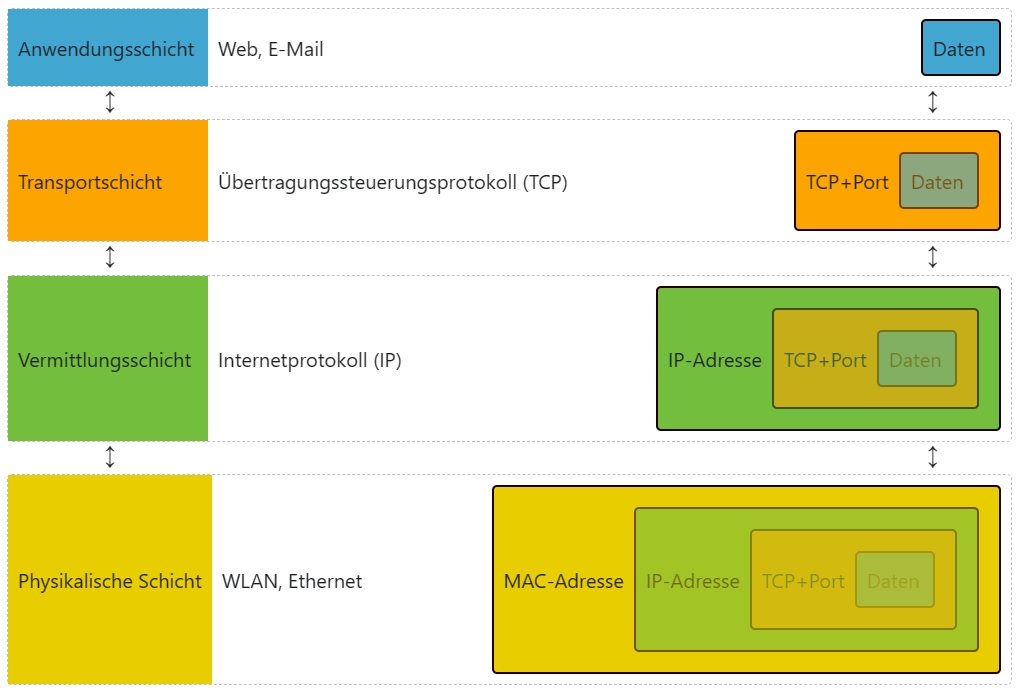 Anwendungsschicht Web, E-Mail Daten
↕ ↕
Transportschicht Übertragungssteuerungsprotokoll (TCP) TCP+Port Daten
↕ ↕
Vermittlungsschicht Internetprotokoll (IP) IP-Adresse TCP+Port Daten
↕ ↕
Physikalische Schicht WLAN, Ethernet MAC-Adresse IP-Adresse TCP+Port Daten